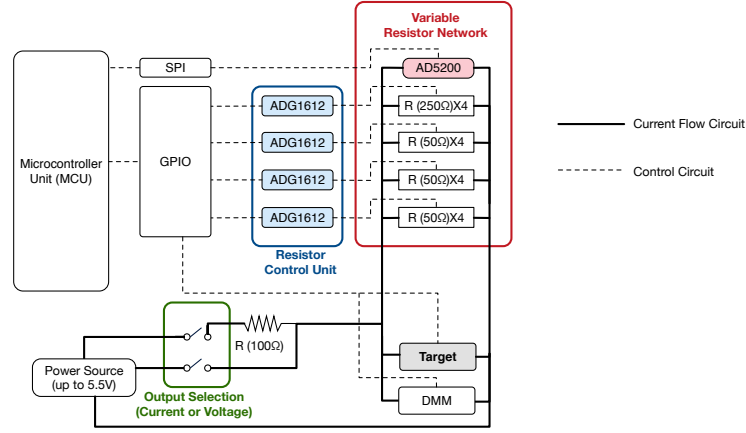 Variable
Resistor Network
SPI
AD5200
ADG1612
R (250Ω)X4
ADG1612
R (50Ω)X4
Microcontroller
Unit (MCU)
GPIO
ADG1612
R (50Ω)X4
ADG1612
R (50Ω)X4
Current Flow Circuit
Control Circuit
Resistor
Control Unit
R (100Ω)
Target
Power Source
(up to 5.5V)
DMM
Output Selection
(Current or Voltage)